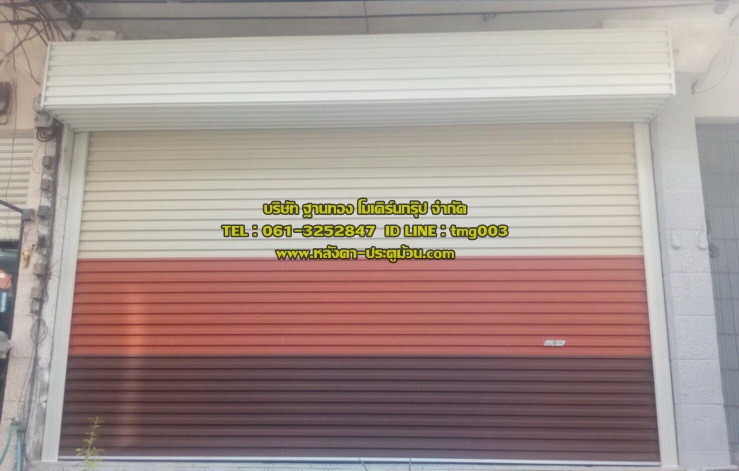 บริษัท ฐานทอง โมเดิร์นกรุ๊ป จำกัด
TEL : 061-3252847 ID LINE : tmg003
www.หลังคา-ประตูม้วน.com